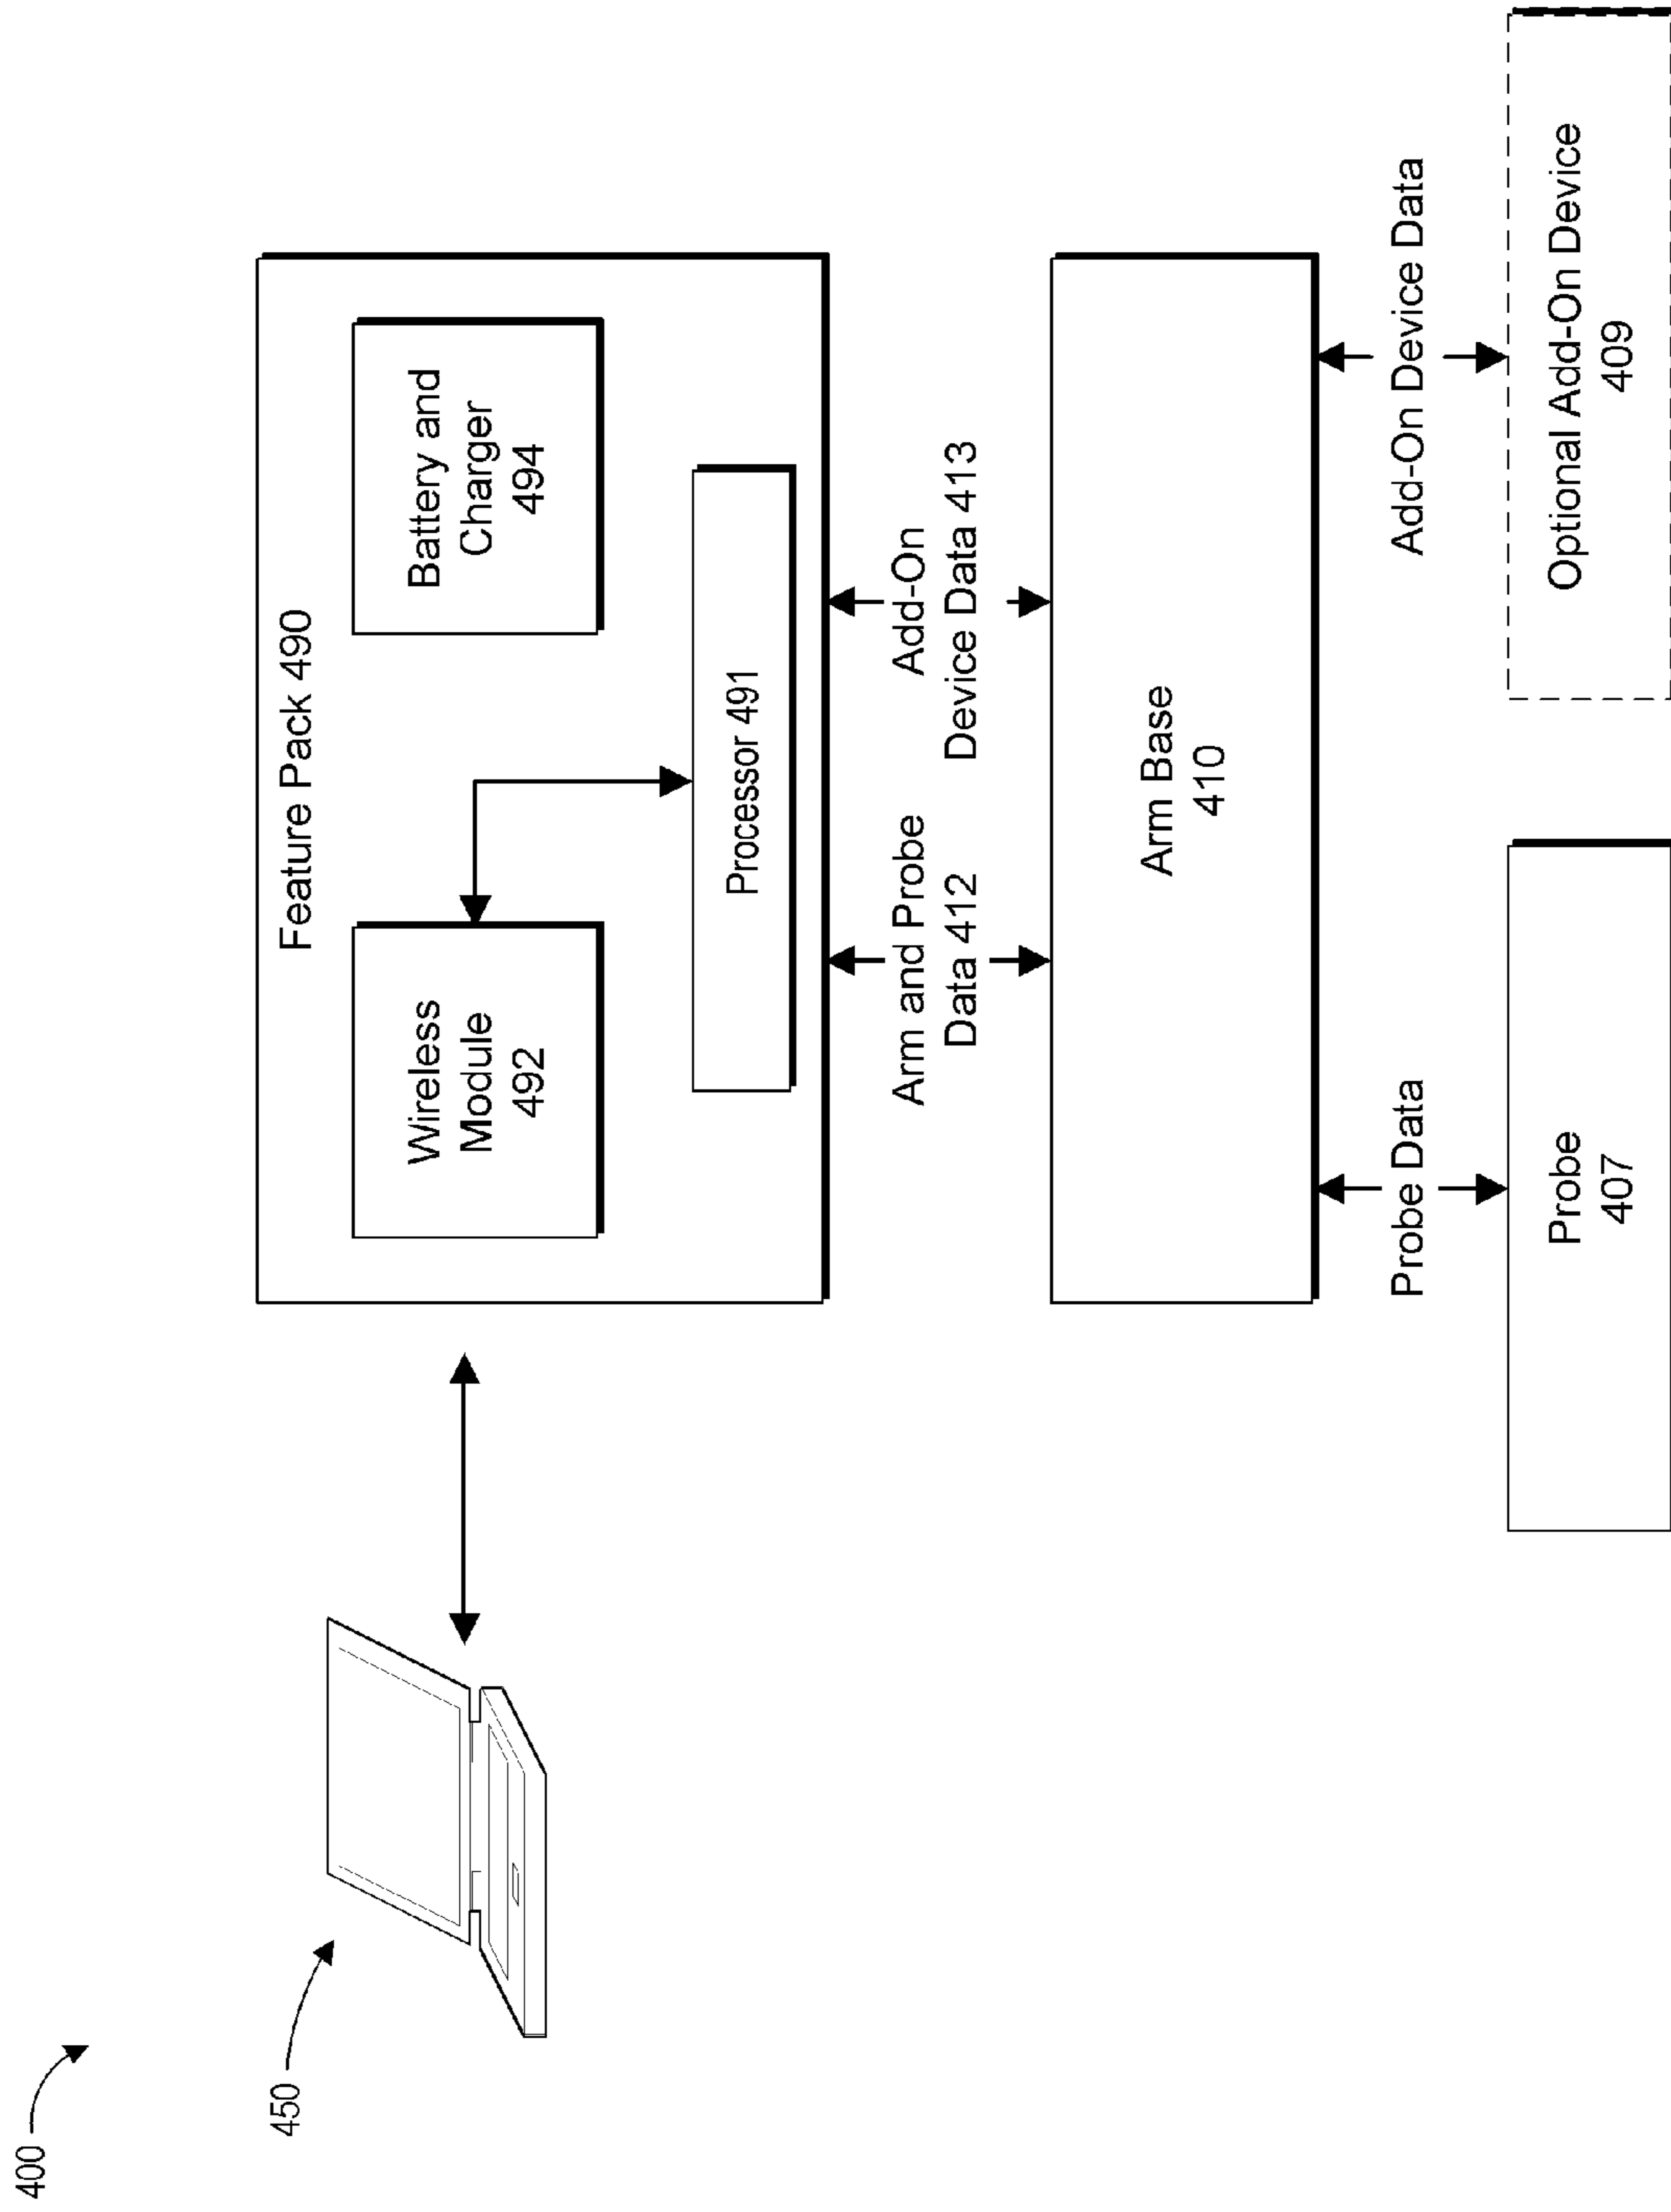 400
450
Feature Pack 490
Wireless
Module
492
Battery and
Charger
494
Processor 491
Arm and Probe
Data 412
Add-On
Device Data 413
Arm Base
410
Probe Data
Add-On Device Data
Probe
407
Optional Add-On Device
409